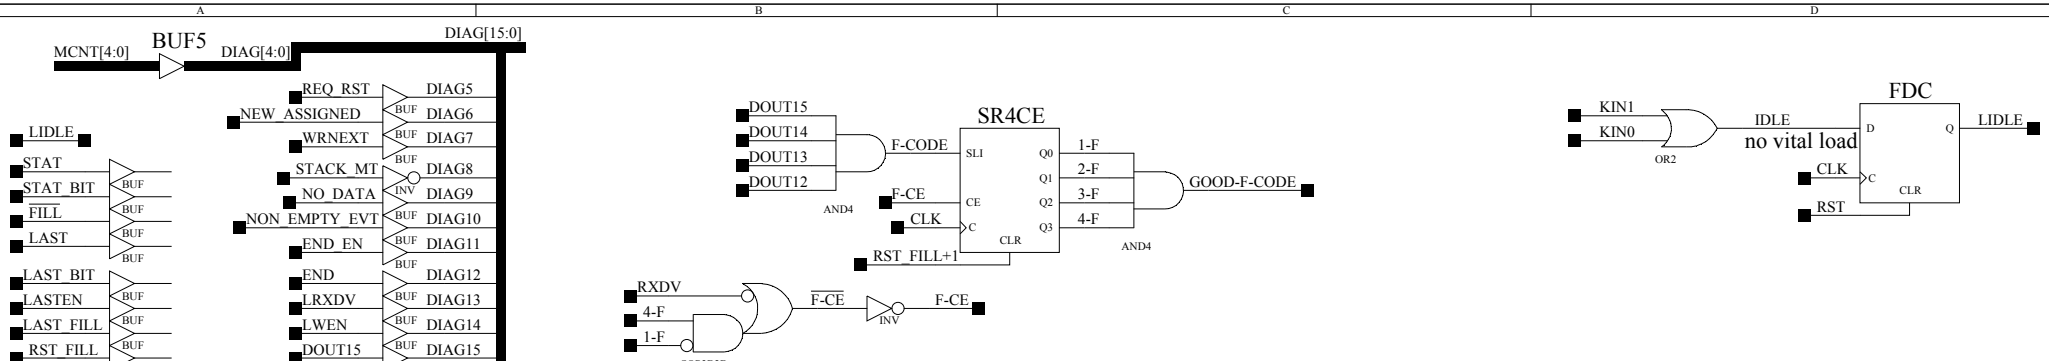 A B C D
BUF5
MCNT[4:0] DIAG[4:0] DIAG[15:0]
REQ_RST DIAG5
BUF
NEW_ASSIGNED DIAG6
BUF
WRNEXT DIAG7
BUF
STACK_MT DIAG8
INV
NO_DATA DIAG9
BUF
NON_EMPTY_EVT DIAG10
BUF
END_EN DIAG11
BUF
END DIAG12
BUF
LRXDV DIAG13
BUF
LWEN DIAG14
BUF
DOUT15 DIAG15
LIDLE
STAT
BUF
STAT_BIT
BUF
FILL
BUF
LAST
BUF
LAST_BIT
BUF
LASTEN
BUF
LAST_FILL
BUF
RST_FILL
DOUT15
DOUT14
DOUT13
DOUT12
AND4
F-CODE
F-CE
CLK
RST_FILL+1
SR4CE
SLI Q0
Q1
CE Q2
C Q3
CLR
1-F
2-F
3-F
4-F
AND4
GOOD-F-CODE
RXDV
4-F
1-F
F-CE
INV
F-CE
KIN1
KIN0
OR2
IDLE
no vital load
FDC
D Q
C
CLR
LIDLE
CLK
RST